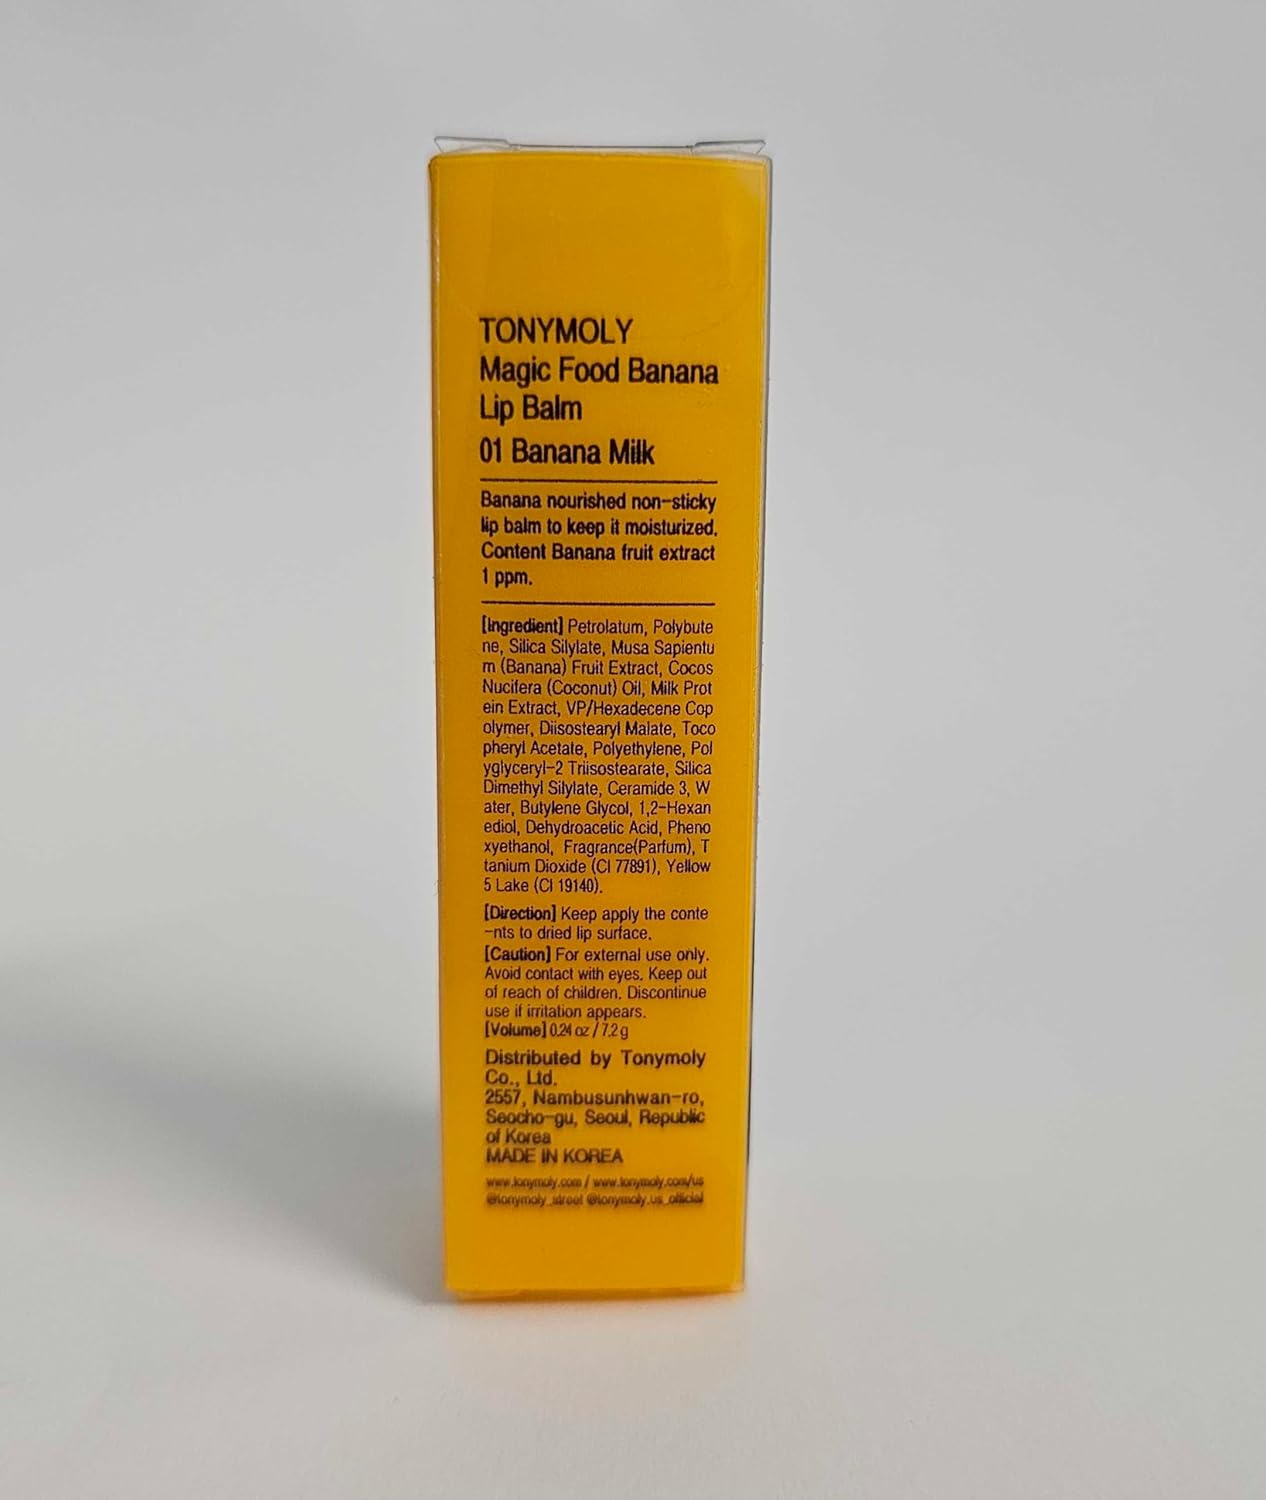 TONYMOLY
Magic Food Banana
Lip Balm
01 Banana Milk
Banana nourished non-sticky
lip balm to keep it moisturized.
Content Banana fruit extract
1 ppm.
[Ingredient] Petrolatum, Polybute
ne, Silica Silylate, Musa Sapientu
m (Banana) Fruit Extract, Cocos
Nucifera (Coconut) Oil, Milk Prot
ein Extract, VP/Hexadecene Cop
olymer, Diisostearyl Malate, Toco
pheryl Acetate, Polyethylene, Pol
yglyceryl-2 Triisostearate, Silica
Dimethyl Silylate, Ceramide 3, W
ater, Butylene Glycol, 1,2-Hexan
ediol, Dehydroacetic Acid, Pheno
xyethanol, Fragrance(Parfum), T
tanium Dioxide (CI 77891), Yellow
5 Lake (CI 19140).
[Direction] Keep apply the conte
-nts to dried lip surface.
[Caution] For external use only.
Avoid contact with eyes. Keep out
of reach of children. Discontinue
use if irritation appears.
[Volume] 0.24 oz / 7.2 g
Distributed by Tonymoly
Co., Ltd.
2557, Nambusunhwan-ro,
Seocho-gu, Seoul, Republic
of Korea
MADE IN KOREA
www.tonymoly.com / www.tonymoly.com/us
@tonymoly_street @tonymoly.us_official